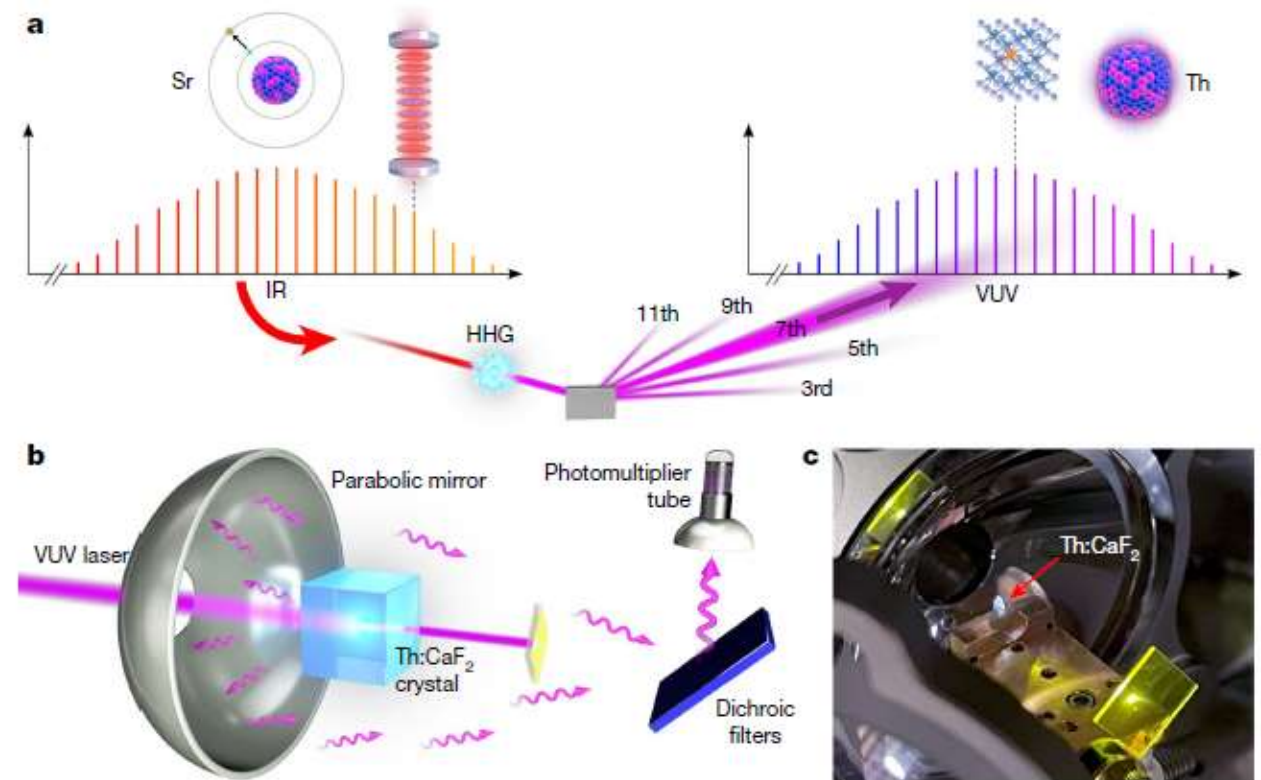 a
Sr
Th
IR
VUV
HHG
11th
9th
7th
5th
3rd
b
VUV laser
Parabolic mirror
Th:CaF2
crystal
Photomultiplier
tube
Dichroic
filters
c
Th:CaF2